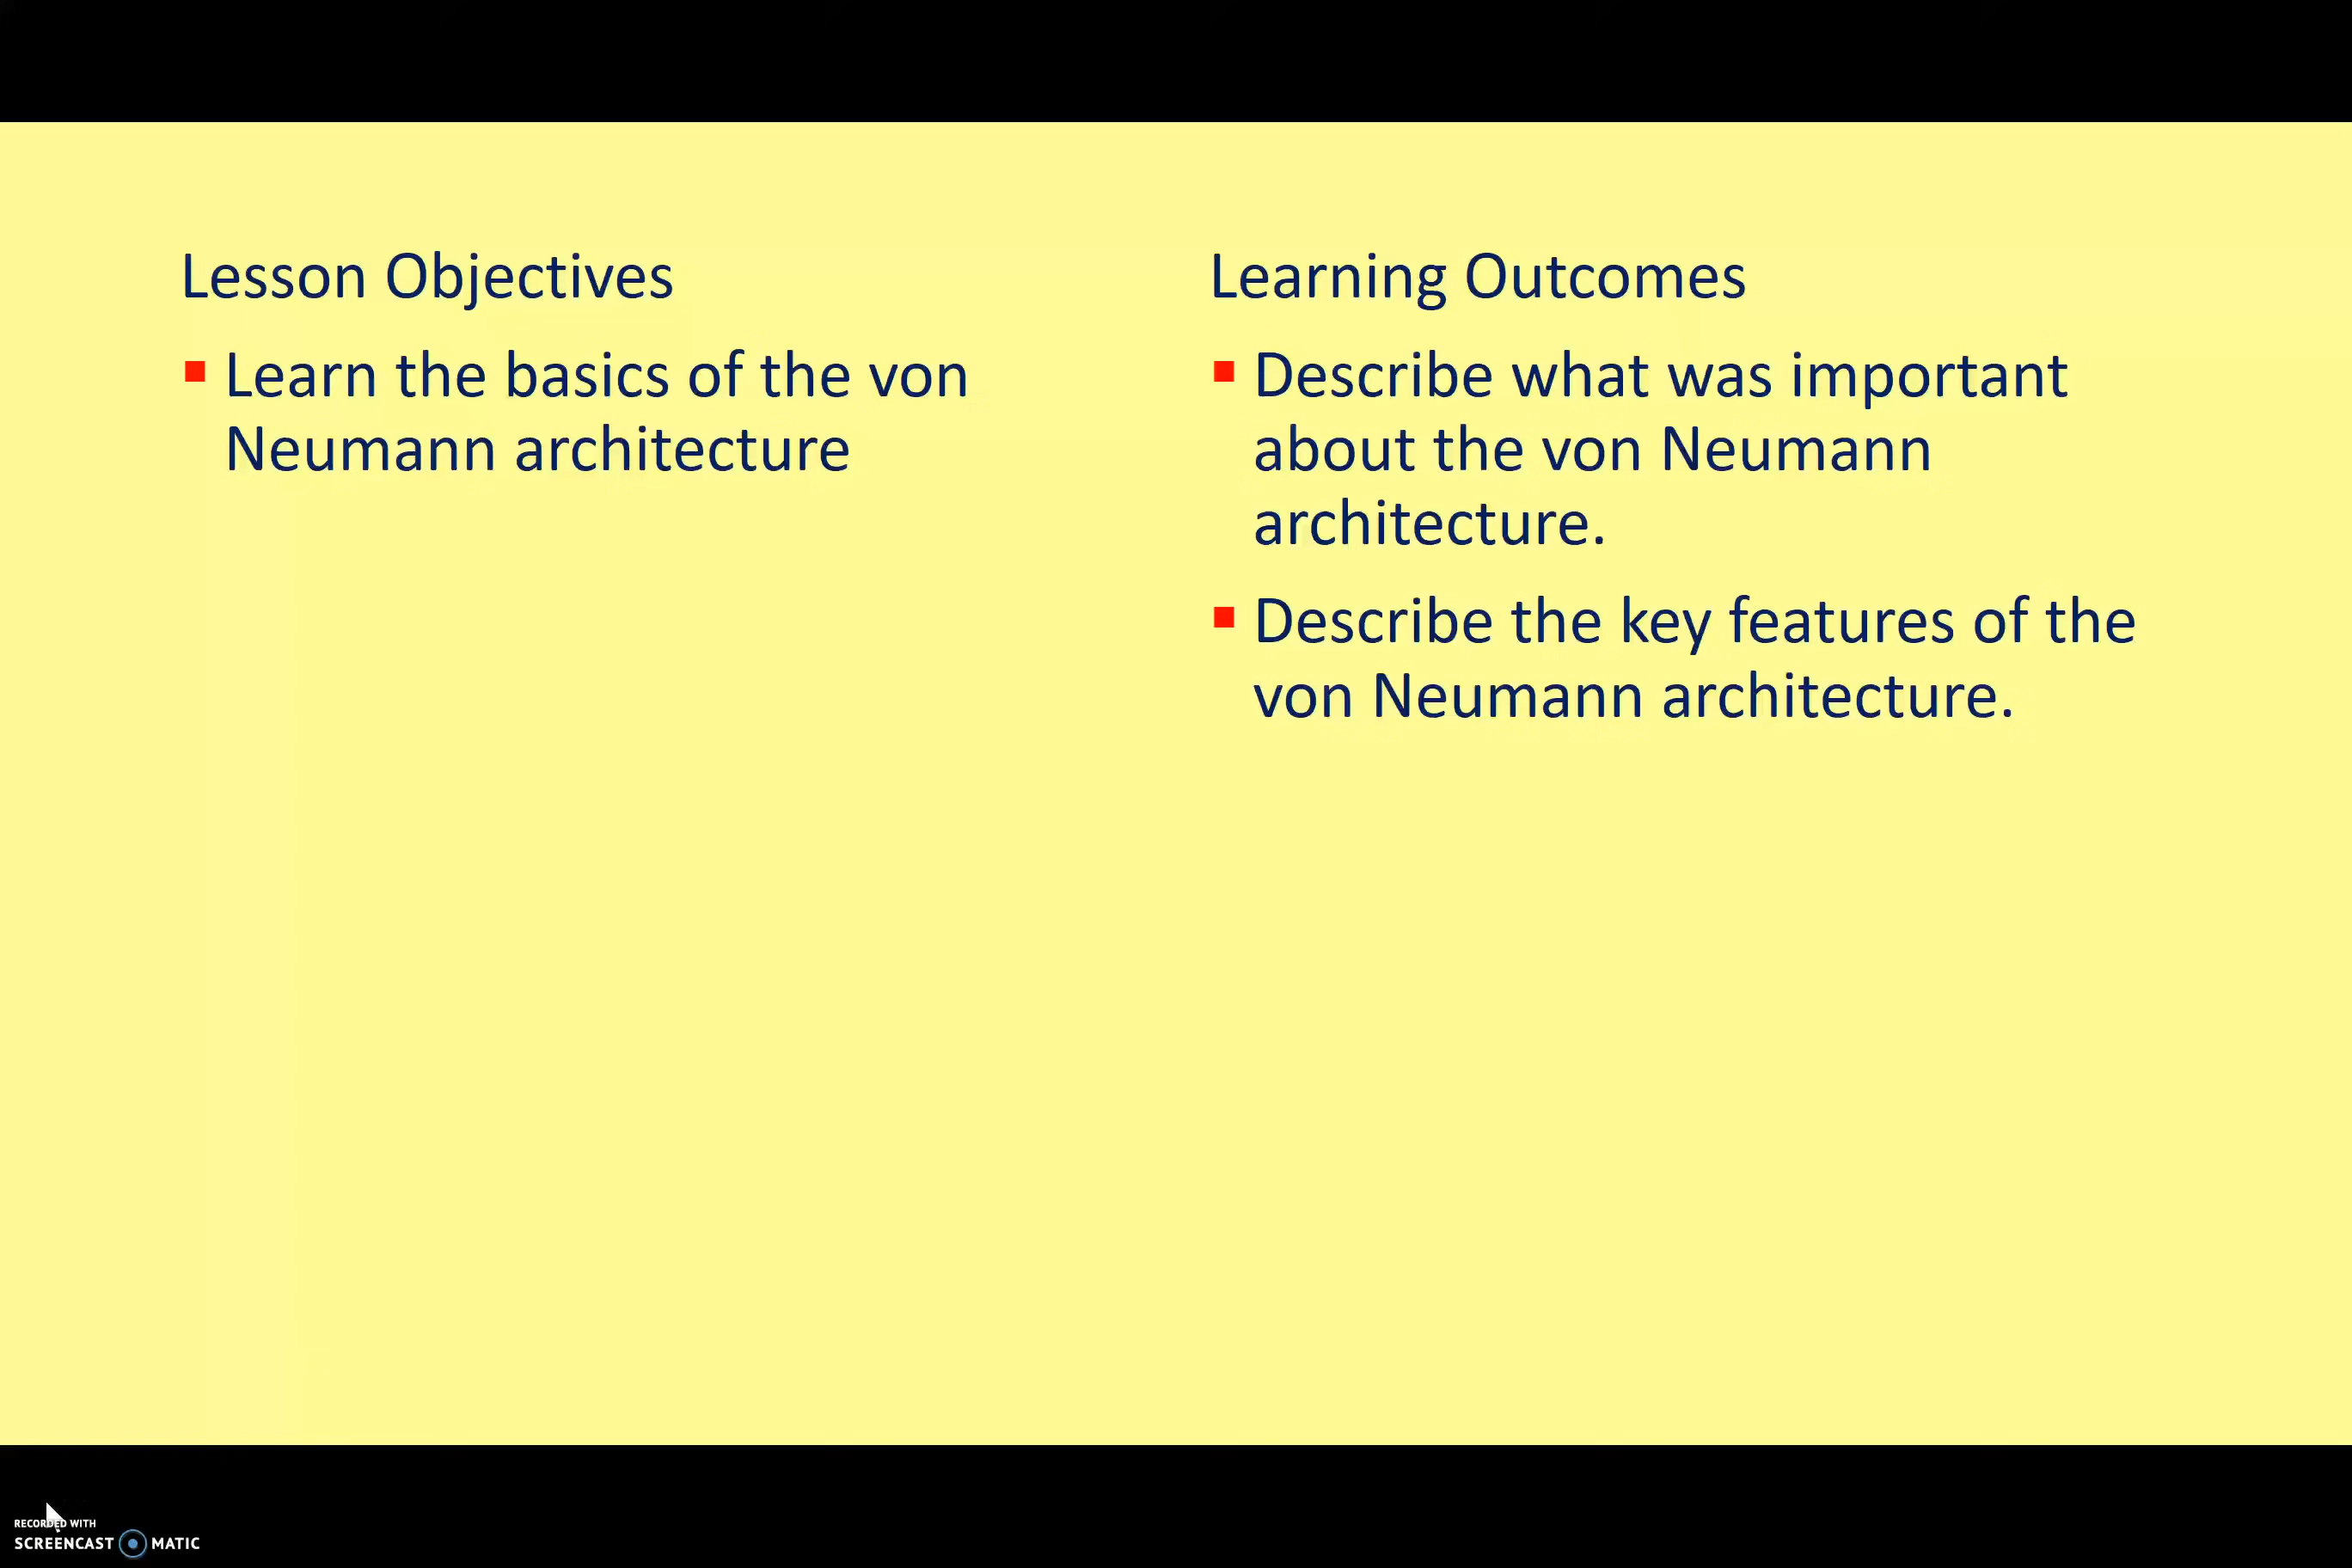 Lesson Objectives
Learn the basics of the von
Neumann architecture
Learning Outcomes
Describe what was important
about the von Neumann
architecture.
Describe the key features of the
von Neumann architecture.
RECORDED WITH
SCREENCAST MATIC